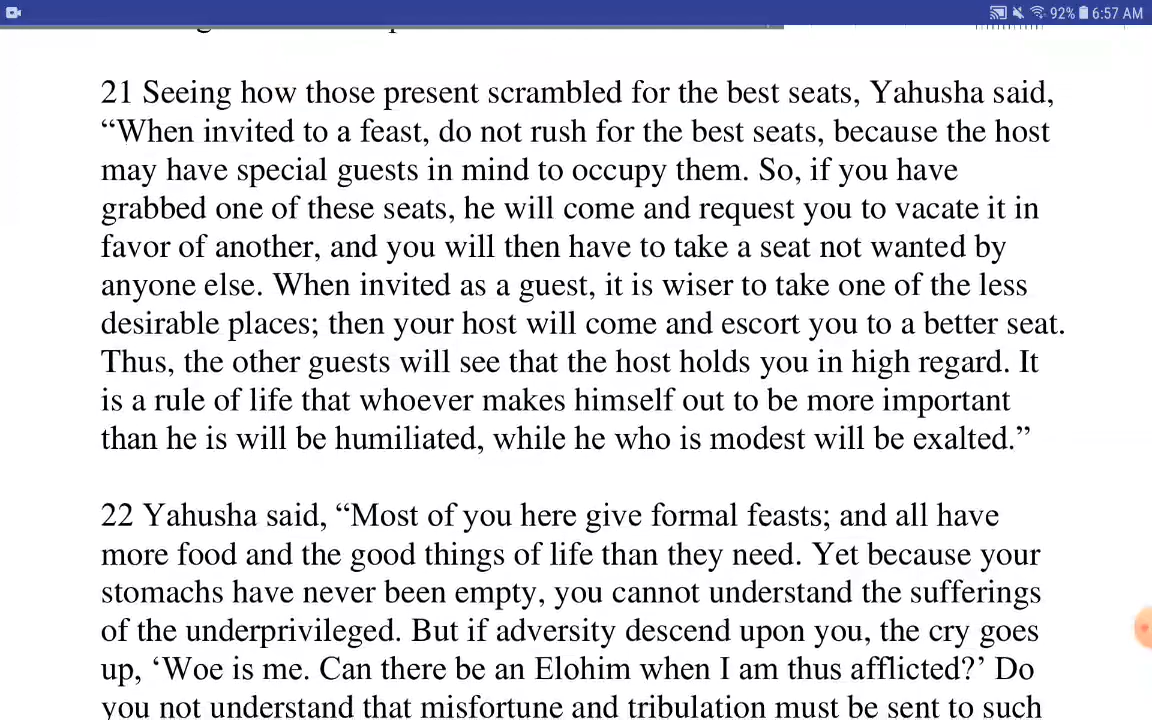 92% 6:57 AM
21 Seeing how those present scrambled for the best seats, Yahusha said,
“When invited to a feast, do not rush for the best seats, because the host
may have special guests in mind to occupy them. So, if you have
grabbed one of these seats, he will come and request you to vacate it in
favor of another, and you will then have to take a seat not wanted by
anyone else. When invited as a guest, it is wiser to take one of the less
desirable places; then your host will come and escort you to a better seat.
Thus, the other guests will see that the host holds you in high regard. It
is a rule of life that whoever makes himself out to be more important
than he is will be humiliated, while he who is modest will be exalted.”
22 Yahusha said, “Most of you here give formal feasts; and all have
more food and the good things of life than they need. Yet because your
stomachs have never been empty, you cannot understand the sufferings
of the underprivileged. But if adversity descend upon you, the cry goes
up, ‘Woe is me. Can there be an Elohim when I am thus afflicted?’ Do
you not understand that misfortune and tribulation must be sent to such